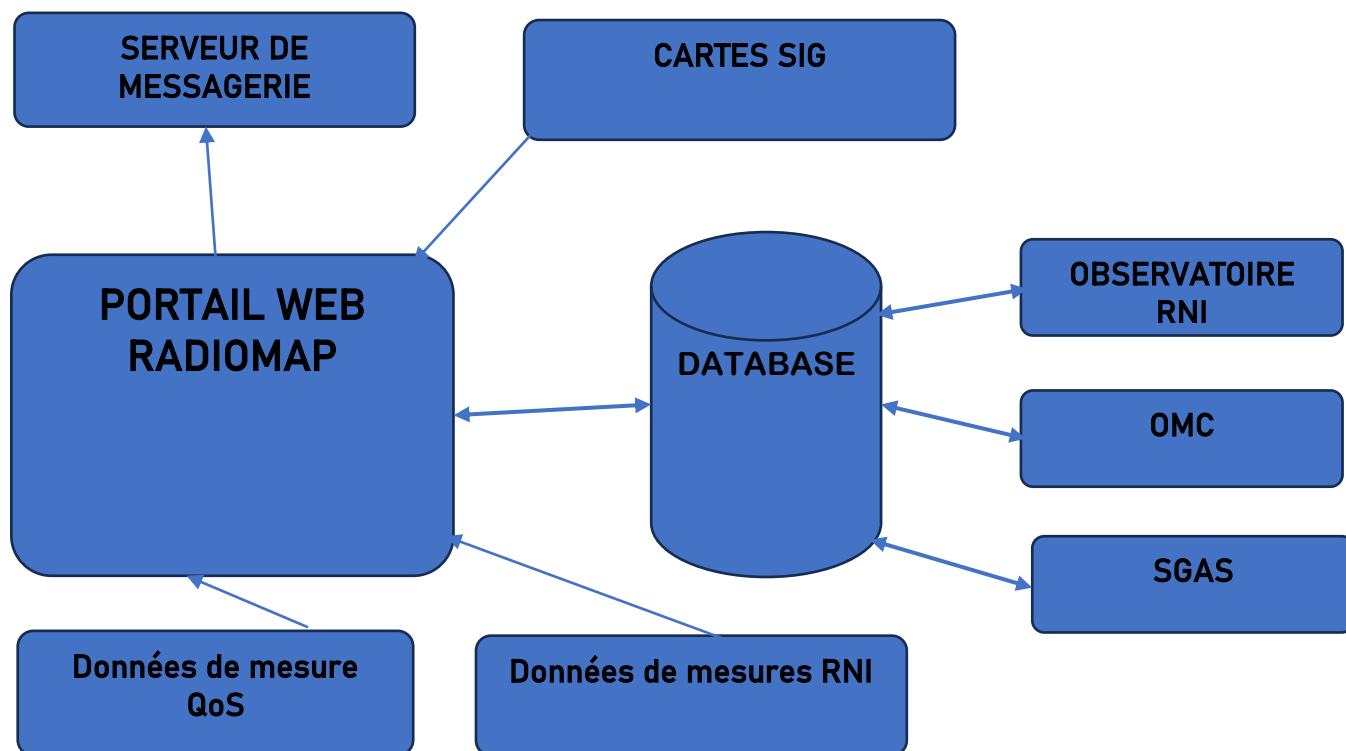 SERVEUR DE
MESSAGERIE
CARTES SIG
PORTAIL WEB
RADIOMAP
DATABASE
OBSERVATOIRE
RNI
OMC
SGAS
Données de mesure
QoS
Données de mesures RNI